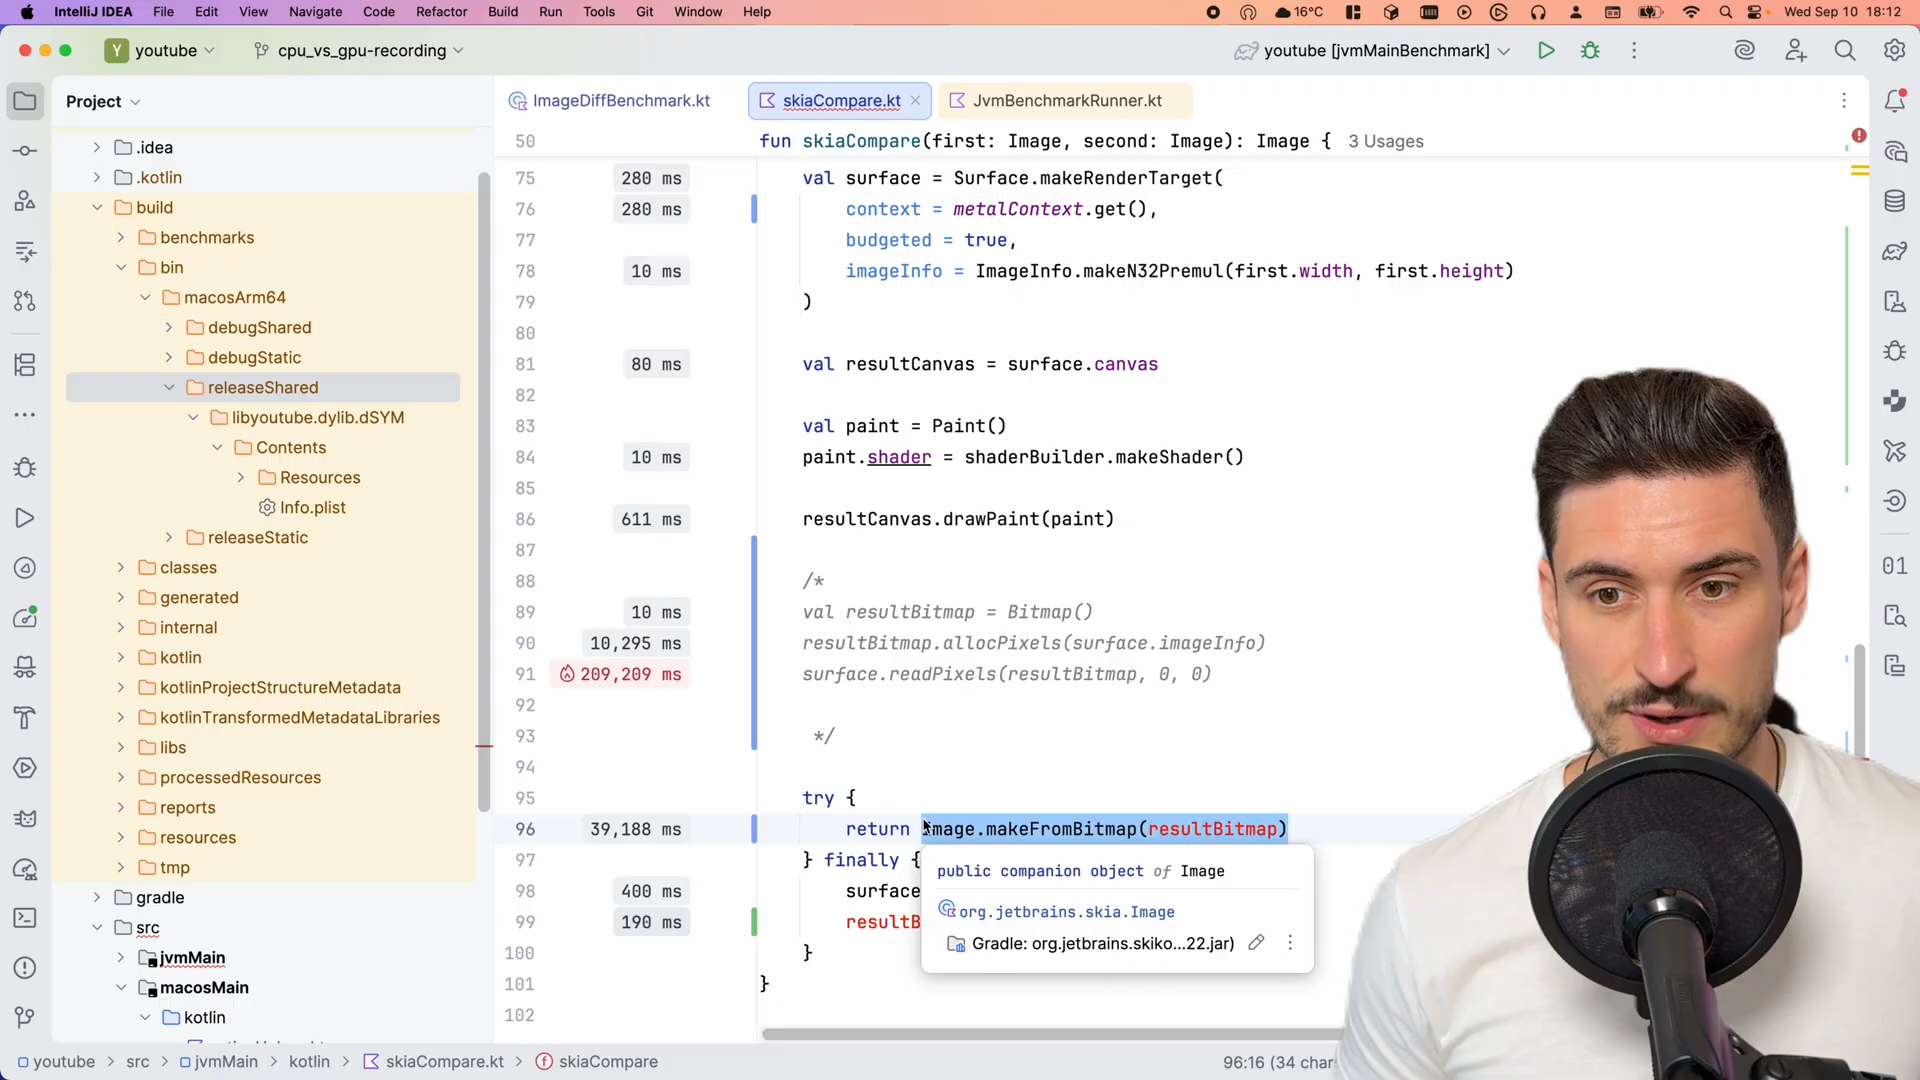 IntelliJ IDEA File Edit View Navigate Code Refactor Build Run Tools Git Window Help 16°C Wed Sep 10 18:12
Y youtube cpu_vs_gpu-recording youtube [jvmMainBenchmark]
Project
.idea
.kotlin
build
benchmarks
bin
macosArm64
debugShared
debugStatic
releaseShared
libyoutube.dylib.dSYM
Contents
Resources
Info.plist
releaseStatic
classes
generated
internal
kotlin
kotlinProjectStructureMetadata
kotlinTransformedMetadataLibraries
libs
processedResources
reports
resources
tmp
gradle
src
jvmMain
macosMain
kotlin
ImageDiffBenchmark.kt skiaCompare.kt JvmBenchmarkRunner.kt
50 fun skiaCompare(first: Image, second: Image): Image { 3 Usages
75 280 ms val surface = Surface.makeRenderTarget(
76 280 ms context = metalContext.get(),
77 budgeted = true,
78 10 ms imageInfo = ImageInfo.makeN32Premul(first.width, first.height)
79 )
80
81 80 ms val resultCanvas = surface.canvas
82
83 val paint = Paint()
84 10 ms paint.shader = shaderBuilder.makeShader()
85
86 611 ms resultCanvas.drawPaint(paint)
87
88 /*
89 10 ms val resultBitmap = Bitmap()
90 10,295 ms resultBitmap.allocPixels(surface.imageInfo)
91 209,209 ms surface.readPixels(resultBitmap, 0, 0)
92
93 */
94
95 try {
96 39,188 ms return Image.makeFromBitmap(resultBitmap)
97 } finally {
98 400 ms surface
99 190 ms resultB
100 }
101 }
102
public companion object of Image
org.jetbrains.skia.Image
Gradle: org.jetbrains.skiko...22.jar)
01
youtube > src > jvmMain > kotlin > skiaCompare.kt > skiaCompare 96:16 (34 char